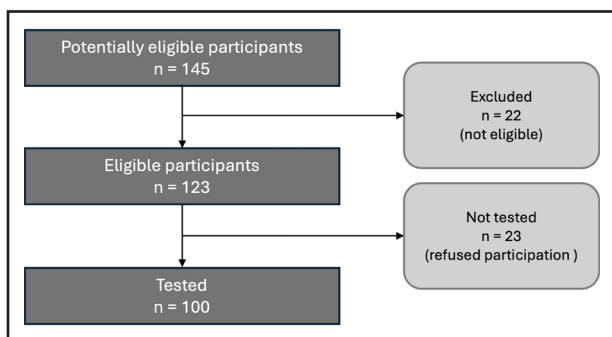 Potentially eligible participants
n = 145
Excluded
n = 22
(not eligible)
Eligible participants
n = 123
Not tested
n = 23
(refused participation )
Tested
n = 100